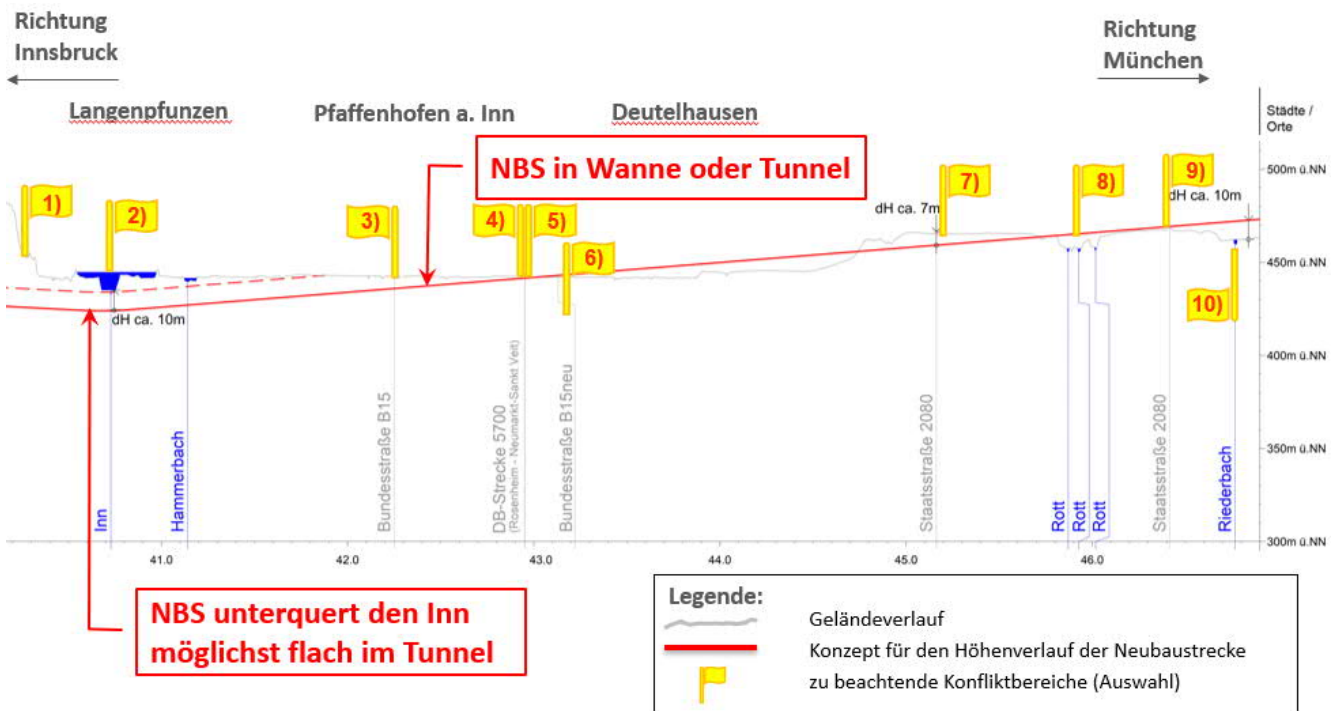 Richtung
Innsbruck
Richtung
München
Langenpfunzen
Pfaffenhofen a. Inn
Deutelhausen
Städte /
Orte
NBS in Wanne oder Tunnel
500m ü.NN
450m ü.NN
400m ü.NN
350m ü.NN
300m ü.NN
1)
2)
3)
4)
5)
6)
7)
8)
9)
10)
dH ca. 7m
dH ca. 10m
dH ca. 10m
Inn
Hammerbach
Bundesstraße B15
DB-Strecke 5700
(Rosenheim - Neumarkt-Sankt Veit)
Bundesstraße B15neu
Staatsstraße 2080
Rott
Rott
Rott
Staatsstraße 2080
Riederbach
41.0
42.0
43.0
44.0
45.0
46.0
NBS unterquert den Inn
möglichst flach im Tunnel
Legende:
Geländeverlauf
Konzept für den Höhenverlauf der Neubaustrecke
zu beachtende Konfliktbereiche (Auswahl)